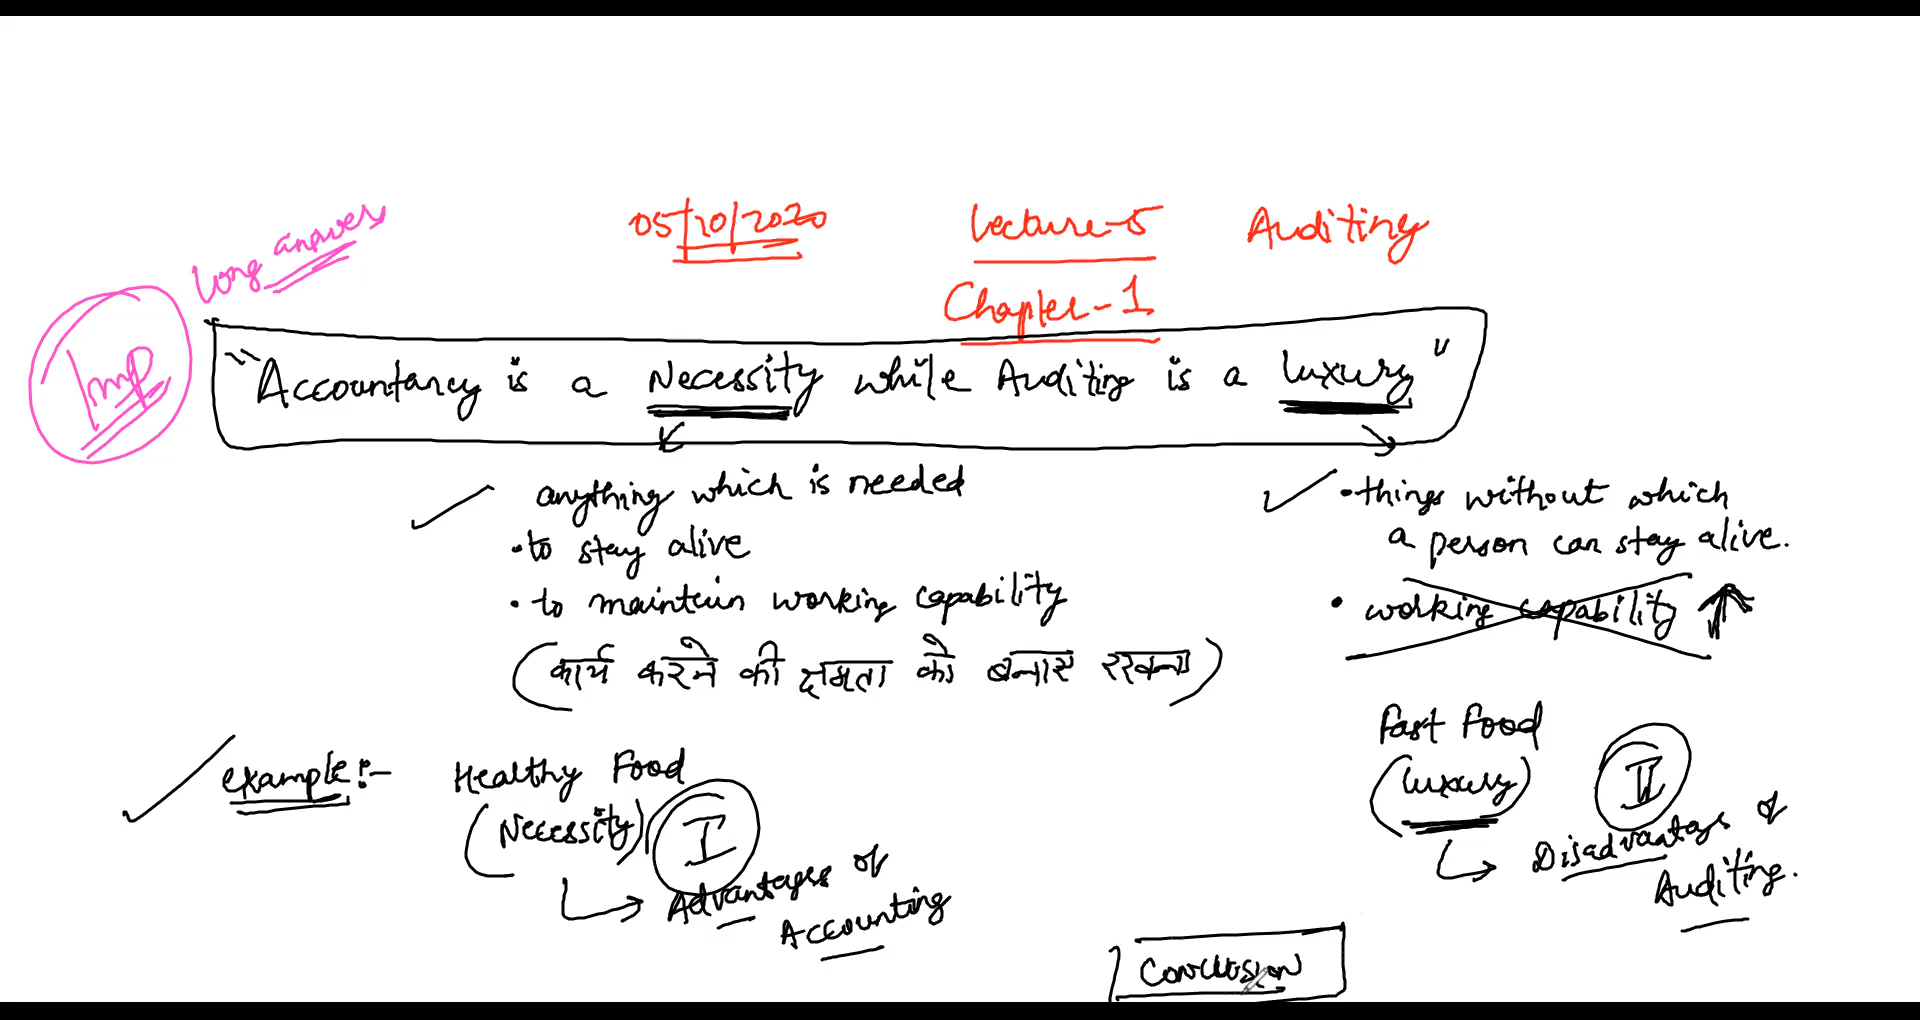 05/10/2020 Lecture-5 Auditing
Chapter-1
long answer
Imp
"Accountancy is a Necessity while Auditing is a luxury"
anything which is needed
• to stay alive
• to maintain working capability
(कार्य करने की क्षमता को बनाए रखना)
• things without which
a person can stay alive.
• working capability ↑
example:- Healthy Food
(Necessity)
I
→ Advantages of
Accounting
Fast Food
(luxury)
II
→ Disadvantages of
Auditing.
Conclusion